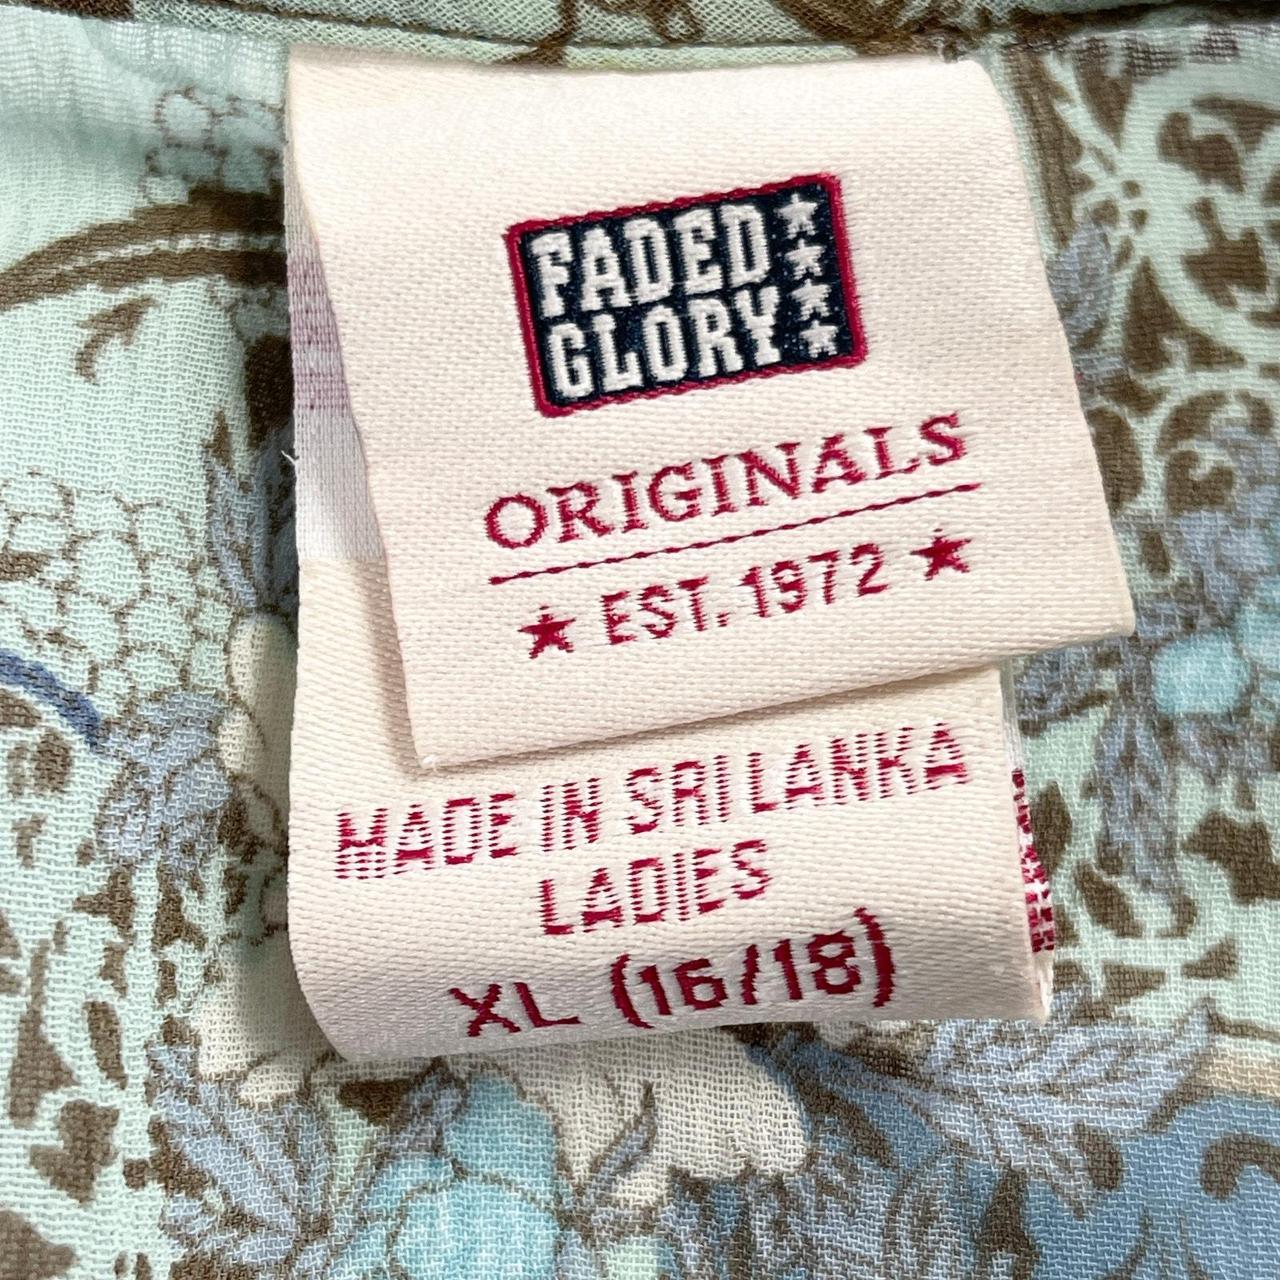 FADED
GLORY
ORIGINALS
★ EST. 1972 ★
MADE IN SRI LANKA
LADIES
XL (16/18)